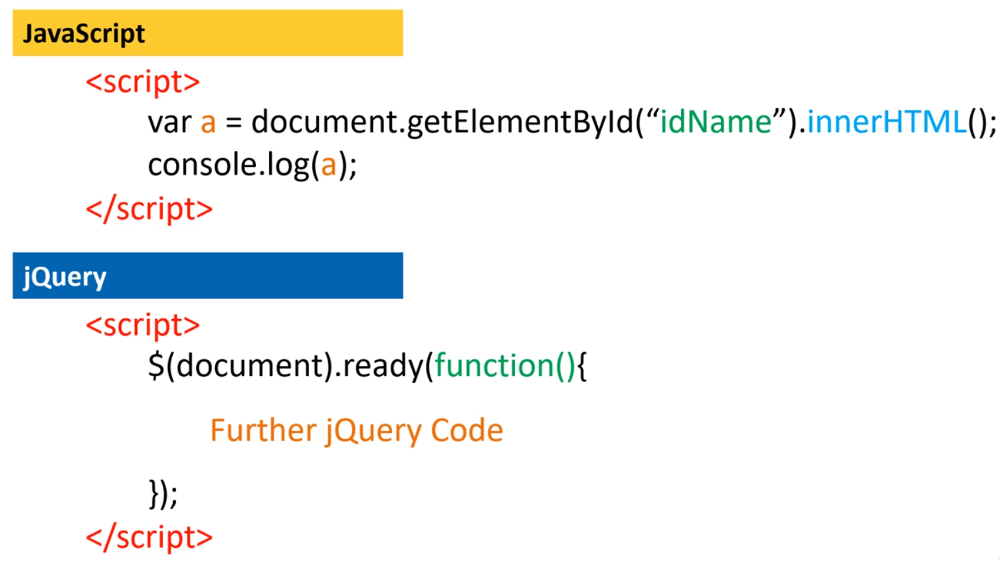 JavaScript
<script>
var a = document.getElementById(“idName”).innerHTML();
console.log(a);
</script>
jQuery
<script>
$(document).ready(function(){
Further jQuery Code
});
</script>